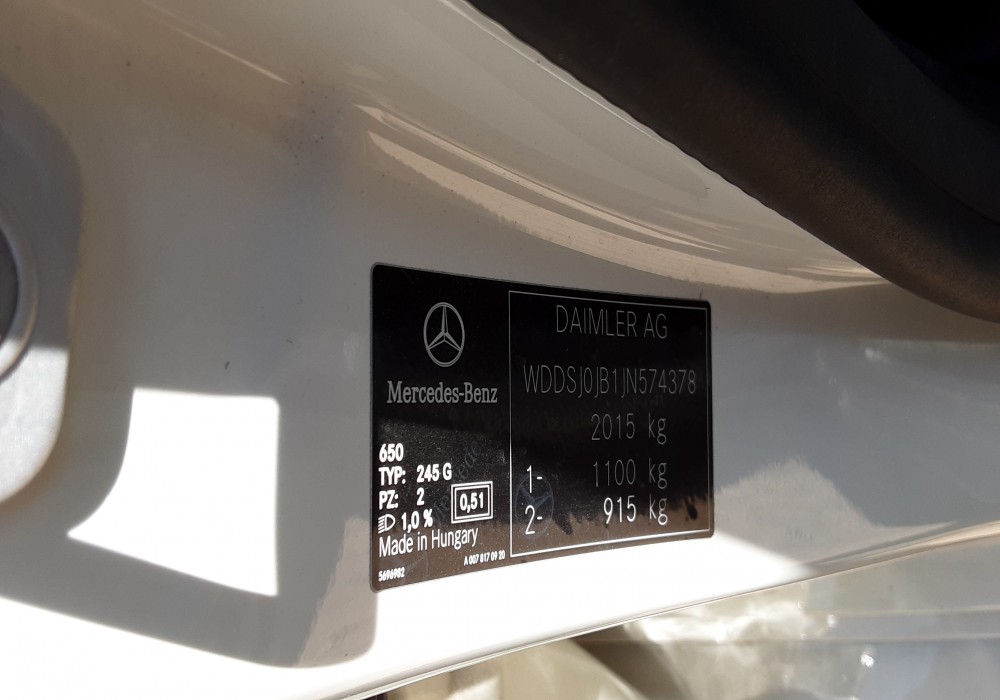 Mercedes-Benz
650
TYP: 245 G
PZ: 2
1,0 %
0,51
Made in Hungary
5696982
A 007 817 09 20
DAIMLER AG
WDDSJ0JB1JN574378
2015 kg
1- 1100 kg
2- 915 kg